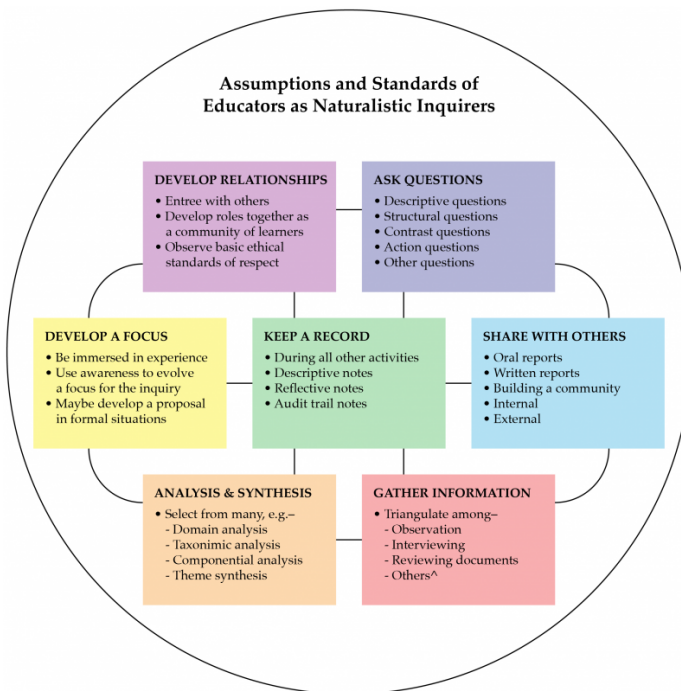 Assumptions and Standards of
Educators as Naturalistic Inquirers
DEVELOP RELATIONSHIPS
• Entree with others
• Develop roles together as
a community of learners
• Observe basic ethical
standards of respect
ASK QUESTIONS
• Descriptive questions
• Structural questions
• Contrast questions
• Action questions
• Other questions
DEVELOP A FOCUS
• Be immersed in experience
• Use awareness to evolve
a focus for the inquiry
• Maybe develop a proposal
in formal situations
KEEP A RECORD
• During all other activities
• Descriptive notes
• Reflective notes
• Audit trail notes
SHARE WITH OTHERS
• Oral reports
• Written reports
• Building a community
• Internal
• External
ANALYSIS & SYNTHESIS
• Select from many, e.g.–
- Domain analysis
- Taxonimic analysis
- Componential analysis
- Theme synthesis
GATHER INFORMATION
• Triangulate among–
- Observation
- Interviewing
- Reviewing documents
- Others^